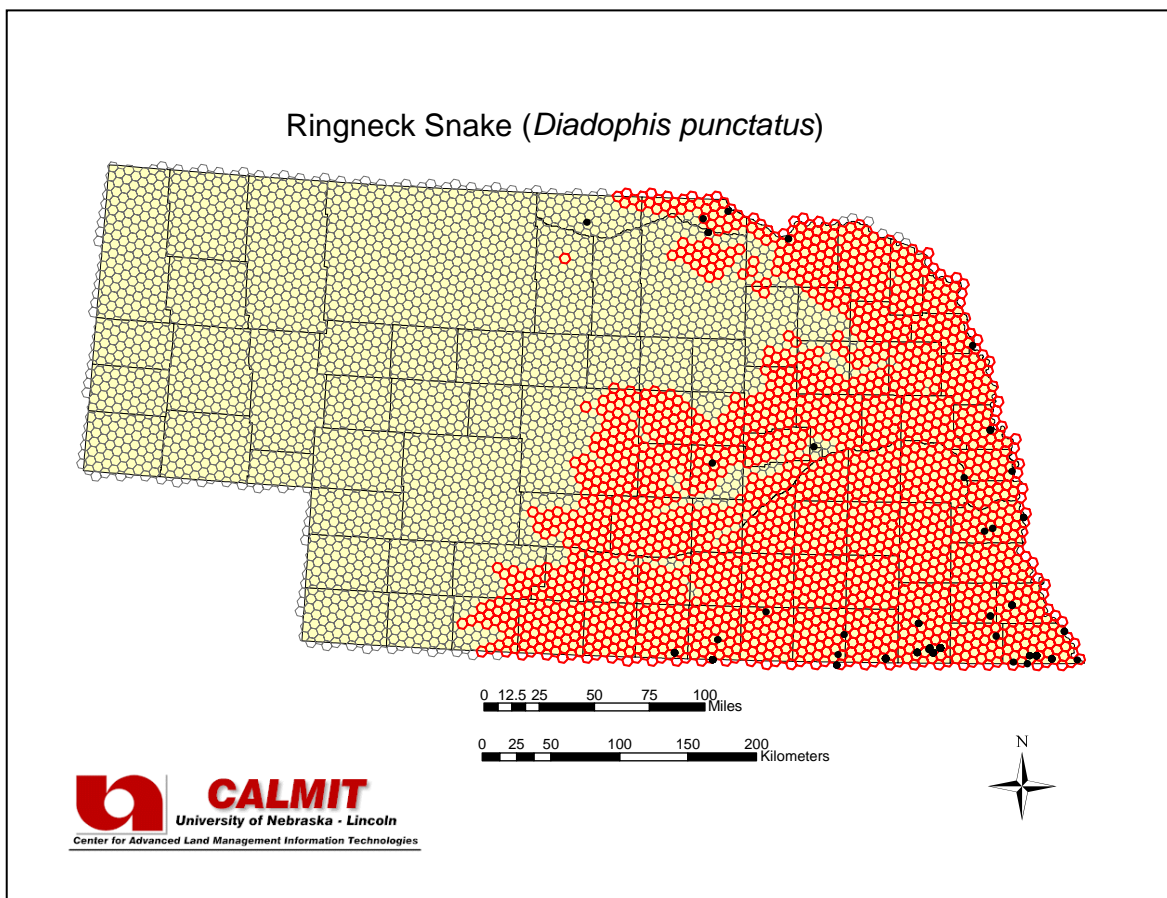 Ringneck Snake (Diadophis punctatus)
0 12.5 25 50 75 100
Miles
0 25 50 100 150 200
Kilometers
N
CALMIT
University of Nebraska - Lincoln
Center for Advanced Land Management Information Technologies